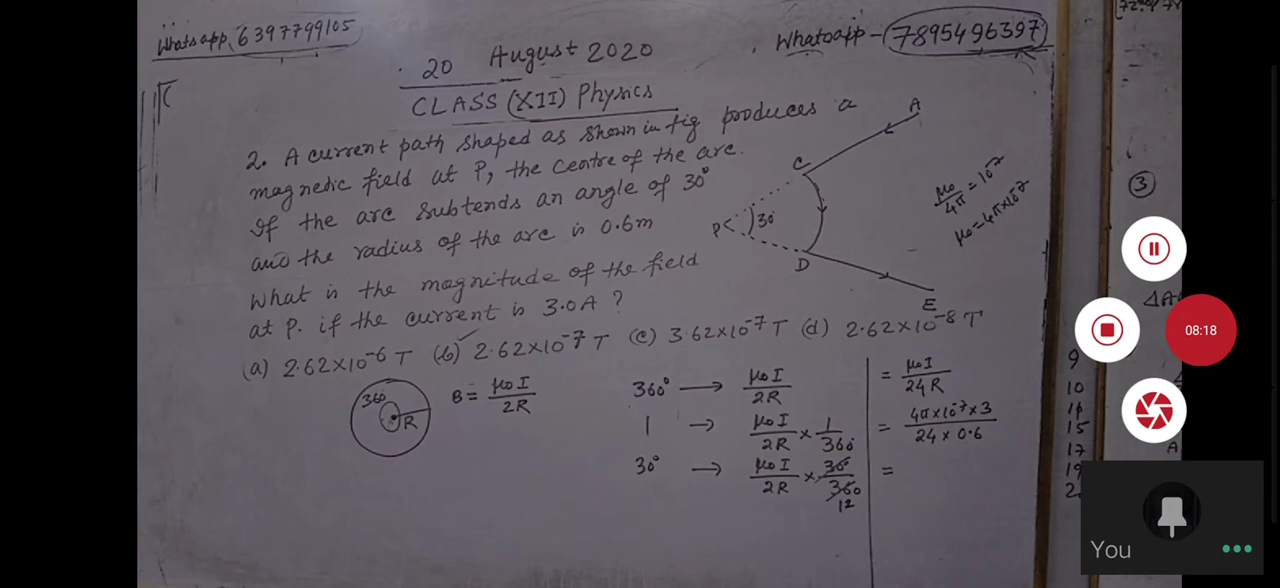 Whatsapp 6397799105
Whatsapp - 7895496397
20 August 2020
CLASS (XII) Physics
2. A current path shaped as shown in fig produces a
magnedic field at P, the centre of the arc.
If the arc subtends an angle of 30°
and the radius of the arc is 0.6m
What is the magnitude of the field
at P. if the current is 3.0A ?
(a) 2.62×10⁻⁶ T (b) 2.62×10⁻⁷ T (c) 3.62×10⁻⁷ T (d) 2.62×10⁻⁸ T
A
C
P
30°
D
E
μ₀/4π = 10⁻⁷
μ₀ = 4π×10⁻⁷
360
R
B = μ₀I/2R
360° → μ₀I/2R
1 → μ₀I/2R × 1/360
30° → μ₀I/2R × 30/360
12
= μ₀I/24R
= 4π×10⁻⁷×3/24×0.6
=
3
9
10
15
17
08:18
You